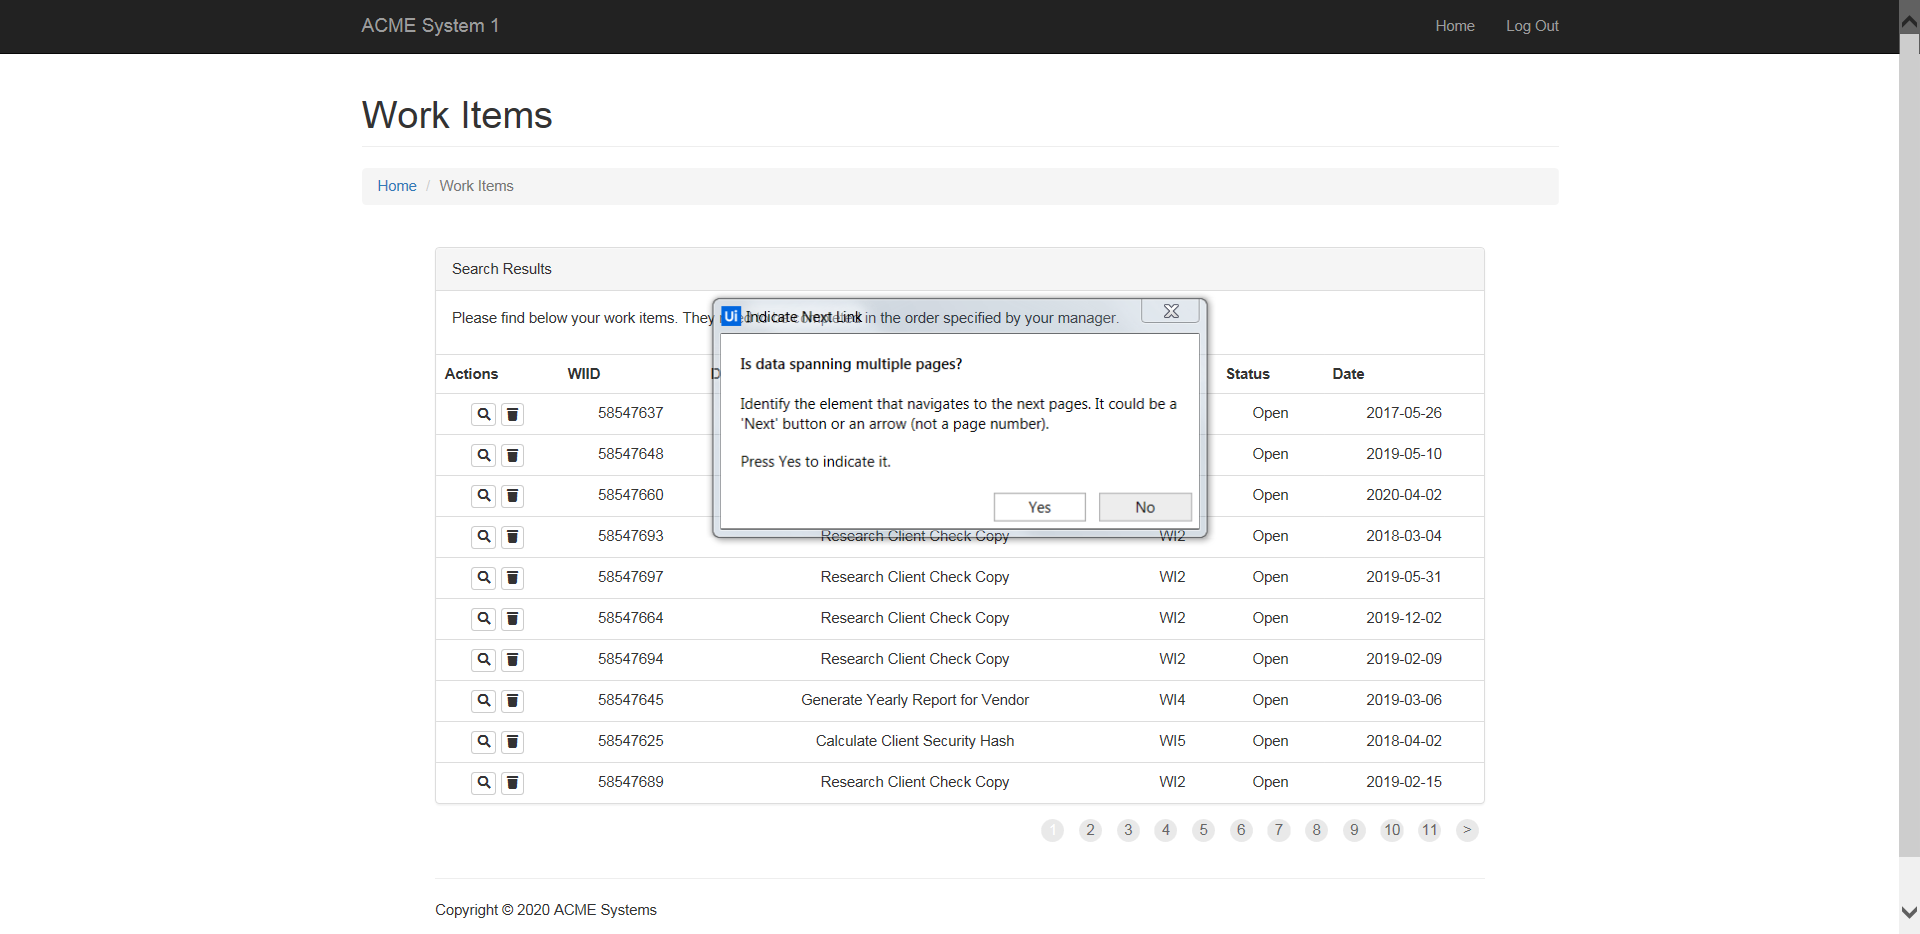 ACME System 1 Home Log Out
Work Items
Home / Work Items
Search Results
Please find below your work items. They in the order specified by your manager.
Indicate Next Link
Is data spanning multiple pages?
Identify the element that navigates to the next pages. It could be a
'Next' button or an arrow (not a page number).
Press Yes to indicate it.
Yes No
Actions WIID D Status Date
58547637 Open 2017-05-26
58547648 Open 2019-05-10
58547660 Open 2020-04-02
58547693 Research Client Check Copy WI2 Open 2018-03-04
58547697 Research Client Check Copy WI2 Open 2019-05-31
58547664 Research Client Check Copy WI2 Open 2019-12-02
58547694 Research Client Check Copy WI2 Open 2019-02-09
58547645 Generate Yearly Report for Vendor WI4 Open 2019-03-06
58547625 Calculate Client Security Hash WI5 Open 2018-04-02
58547689 Research Client Check Copy WI2 Open 2019-02-15
1 2 3 4 5 6 7 8 9 10 11 >
Copyright © 2020 ACME Systems